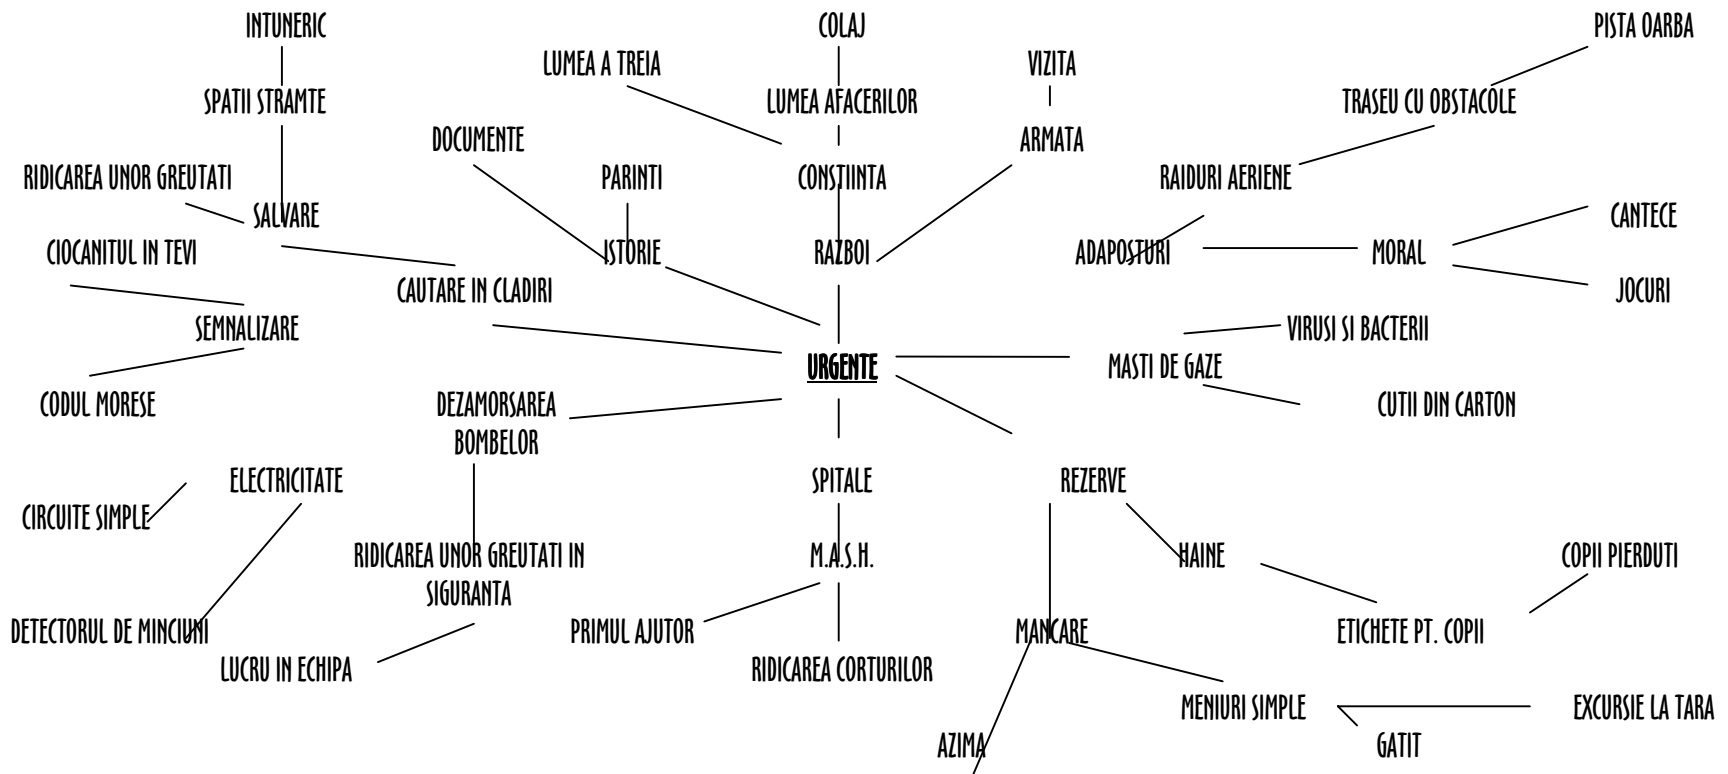 INTUNERIC
COLAJ
PISTA OARBA
LUMEA A TREIA
VIZITA
SPATII STRAMTE
LUMEA AFACERILOR
TRASEU CU OBSTACOLE
DOCUMENTE
ARMATA
RIDICAREA UNOR GREUTATI
PARINTI
CONSTIINTA
RAIDURI AERIENE
SALVARE
CANTECE
CIOCANITUL IN TEVI
ISTORIE
RAZBOI
ADAPOSTURI
MORAL
CAUTARE IN CLADIRI
JOCURI
SEMNALIZARE
VIRUSI SI BACTERII
URGENTE
MASTI DE GAZE
CODUL MORESE
DEZAMORSAREA
BOMBELOR
CUTII DIN CARTON
ELECTRICITATE
SPITALE
REZERVE
CIRCUITE SIMPLE
RIDICAREA UNOR GREUTATI IN
SIGURANTA
M.A.S.H.
HAINE
COPII PIERDUTI
DETECTORUL DE MINCIUNI
PRIMUL AJUTOR
MANCARE
ETICHETE PT. COPII
LUCRU IN ECHIPA
RIDICAREA CORTURILOR
MENIURI SIMPLE
EXCURSIE LA TARA
AZIMA
GATIT